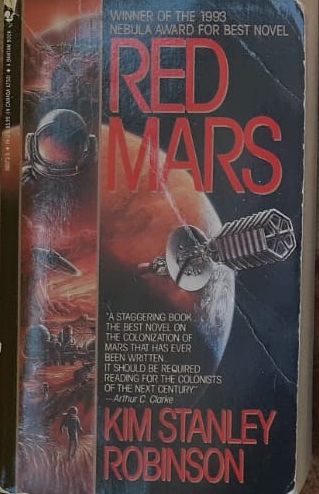 WINNER OF THE 1993
NEBULA AWARD FOR BEST NOVEL
RED
MARS
"A STAGGERING BOOK...
THE BEST NOVEL ON
THE COLONIZATION OF
MARS THAT HAS EVER
BEEN WRITTEN.
IT SHOULD BE REQUIRED
READING FOR THE COLONISTS
OF THE NEXT CENTURY"
—Arthur C. Clarke
KIM STANLEY
ROBINSON